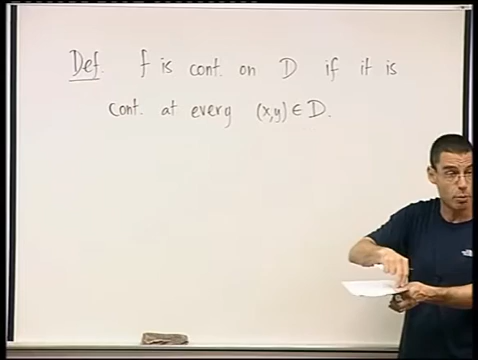 Def. f is cont. on D if it is
cont. at every (x,y) ∈ D.